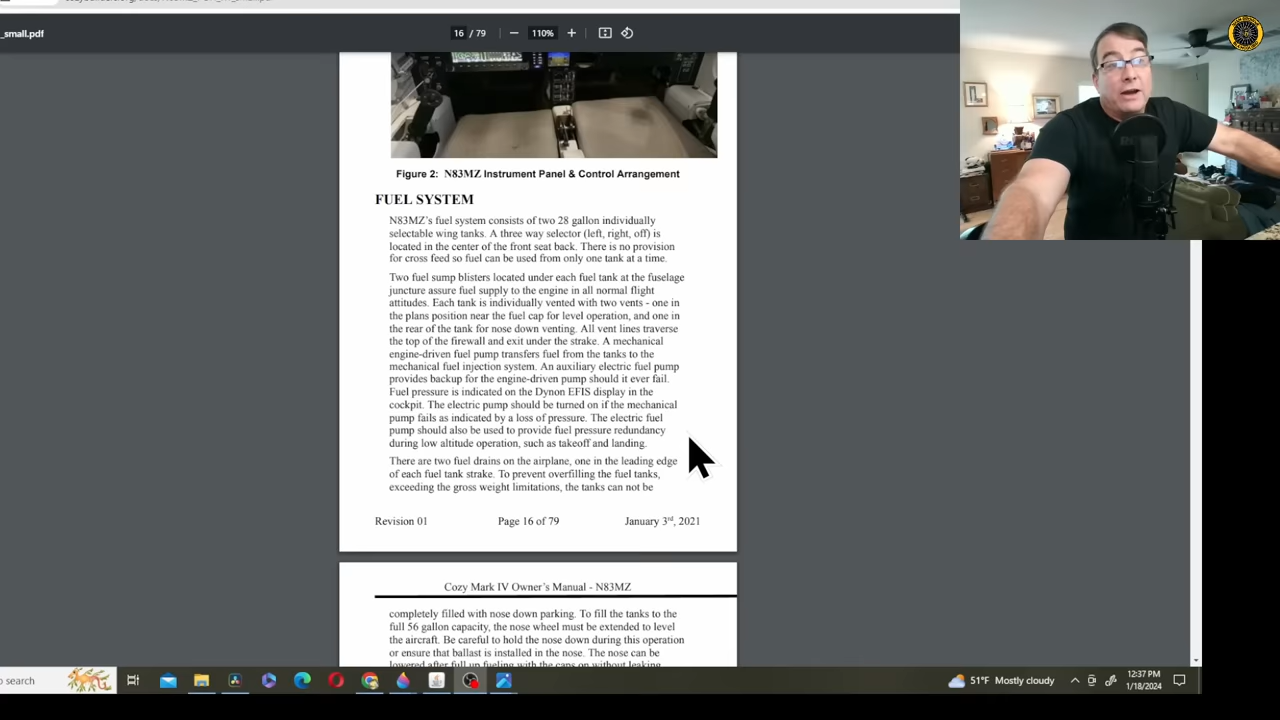 _small.pdf
16 / 79
110%
Figure 2: N83MZ Instrument Panel & Control Arrangement
FUEL SYSTEM
N83MZ's fuel system consists of two 28 gallon individually
selectable wing tanks. A three way selector (left, right, off) is
located in the center of the front seat back. There is no provision
for cross feed so fuel can be used from only one tank at a time.
Two fuel sump blisters located under each fuel tank at the fuselage
juncture assure fuel supply to the engine in all normal flight
attitudes. Each tank is individually vented with two vents - one in
the plans position near the fuel cap for level operation, and one in
the rear of the tank for nose down venting. All vent lines traverse
the top of the firewall and exit under the strake. A mechanical
engine-driven fuel pump transfers fuel from the tanks to the
mechanical fuel injection system. An auxiliary electric fuel pump
provides backup for the engine-driven pump should it ever fail.
Fuel pressure is indicated on the Dynon EFIS display in the
cockpit. The electric pump should be turned on if the mechanical
pump fails as indicated by a loss of pressure. The electric fuel
pump should also be used to provide fuel pressure redundancy
during low altitude operation, such as takeoff and landing.
There are two fuel drains on the airplane, one in the leading edge
of each fuel tank strake. To prevent overfilling the fuel tanks,
exceeding the gross weight limitations, the tanks can not be
Revision 01 Page 16 of 79 January 3rd, 2021
Cozy Mark IV Owner's Manual - N83MZ
completely filled with nose down parking. To fill the tanks to the
full 56 gallon capacity, the nose wheel must be extended to level
the aircraft. Be careful to hold the nose down during this operation
or ensure that ballast is installed in the nose. The nose can be
lowered after full up fueling with the caps on without leaking
o search
51°F Mostly cloudy
12:37 PM
1/18/2024